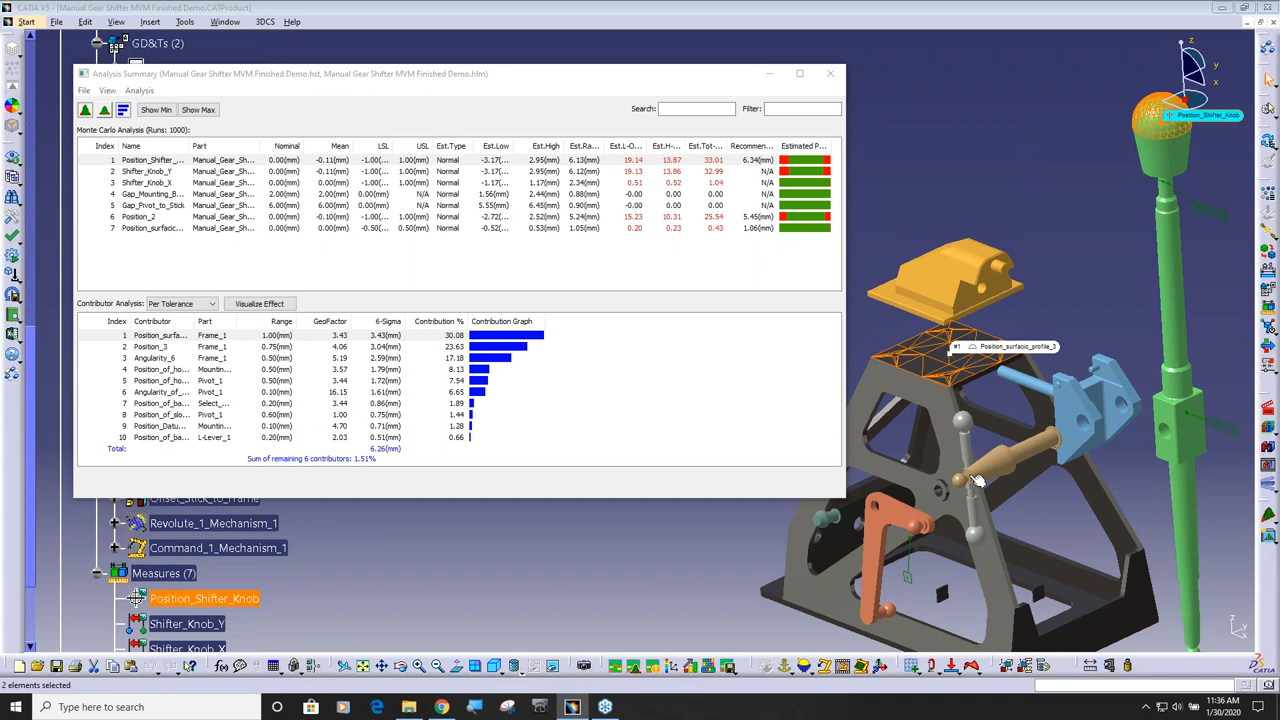 CATIA V5 - [Manual Gear Shifter MVM Finished Demo.CATProduct]
Start File Edit View Insert Tools Window 3DCS Help
GD&Ts (2)
Analysis Summary (Manual Gear Shifter MVM Finished Demo.hst, Manual Gear Shifter MVM Finished Demo.hlm)
File View Analysis
Show Min Show Max Search: Filter:
Monte Carlo Analysis (Runs: 1000):
Index Name Part Nominal Mean LSL USL Est.Type Est.Low Est.High Est.Ra... Est.L-O... Est.H-... Est.Tot-... Recommen... Estimated P...
1 Position_Shifter_... Manual_Gear_Sh... 0.00(mm) -0.11(mm) -1.00(... 1.00(mm) Normal -3.17(... 2.95(mm) 6.13(mm) 19.14 13.87 33.01 6.34(mm)
2 Shifter_Knob_Y Manual_Gear_Sh... 0.00(mm) -0.11(mm) -1.00(... 1.00(mm) Normal -3.17(... 2.95(mm) 6.12(mm) 19.13 13.86 32.99 N/A
3 Shifter_Knob_X Manual_Gear_Sh... 0.00(mm) 0.00(mm) -1.00(... 1.00(mm) Normal -1.17(... 1.17(mm) 2.34(mm) 0.51 0.52 1.04 N/A
4 Gap_Mounting_B... Manual_Gear_Sh... 2.00(mm) 2.00(mm) 0.00(mm) N/A Normal 1.56(mm) 2.44(mm) 0.88(mm) -0.00 -0.00 0.00 N/A
5 Gap_Pivot_to_Stick Manual_Gear_Sh... 6.00(mm) 6.00(mm) 0.00(mm) N/A Normal 5.55(mm) 6.45(mm) 0.90(mm) -0.00 -0.00 0.00 N/A
6 Position_2 Manual_Gear_Sh... 0.00(mm) -0.10(mm) -1.00(... 1.00(mm) Normal -2.72(... 2.52(mm) 5.24(mm) 15.23 10.31 25.54 5.45(mm)
7 Position_surfacic... Manual_Gear_Sh... 0.00(mm) 0.00(mm) -0.50(... 0.50(mm) Normal -0.52(... 0.53(mm) 1.05(mm) 0.20 0.23 0.43 1.06(mm)
Contributor Analysis: Per Tolerance Visualize Effect
Index Contributor Part Range GeoFactor 6-Sigma Contribution % Contribution Graph
1 Position_surfa... Frame_1 1.00(mm) 3.43 3.43(mm) 30.08
2 Position_3 Frame_1 0.75(mm) 4.06 3.04(mm) 23.63
3 Angularity_6 Frame_1 0.50(mm) 5.19 2.59(mm) 17.18
4 Position_of_ho... Mountin... 0.50(mm) 3.57 1.79(mm) 8.13
5 Position_of_ho... Pivot_1 0.50(mm) 3.44 1.72(mm) 7.54
6 Angularity_of_... Pivot_1 0.10(mm) 16.15 1.61(mm) 6.65
7 Position_of_ba... Select_... 0.20(mm) 3.44 0.86(mm) 1.89
8 Position_of_slo... Pivot_1 0.60(mm) 1.00 0.75(mm) 1.44
9 Position_Datu... Mountin... 0.10(mm) 4.70 0.71(mm) 1.28
10 Position_of_ba... L-Lever_1 0.20(mm) 2.03 0.51(mm) 0.66
Total: 6.26(mm)
Sum of remaining 6 contributors: 1.51%
Offset_Stick_to_Frame
Revolute_1_Mechanism_1
Command_1_Mechanism_1
Measures (7)
Position_Shifter_Knob
Shifter_Knob_Y
Shifter_Knob_X
z
y
x
Position_Shifter_Knob
#1 Position_surfacic_profile_3
z
y
x
CATIA
2 elements selected
Type here to search
11:36 AM
1/30/2020